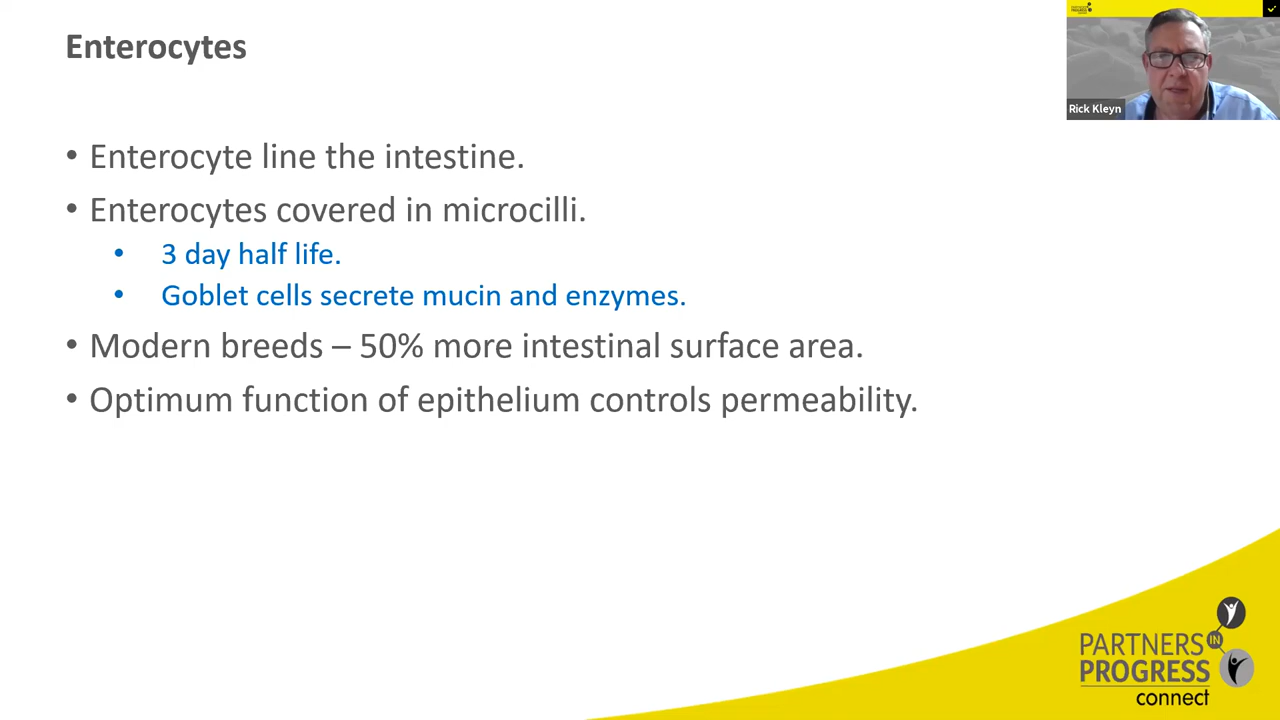 Enterocytes
Rick Kleyn
• Enterocyte line the intestine.
• Enterocytes covered in microcilli.
• 3 day half life.
• Goblet cells secrete mucin and enzymes.
• Modern breeds – 50% more intestinal surface area.
• Optimum function of epithelium controls permeability.
PARTNERS
IN
PROGRESS
connect